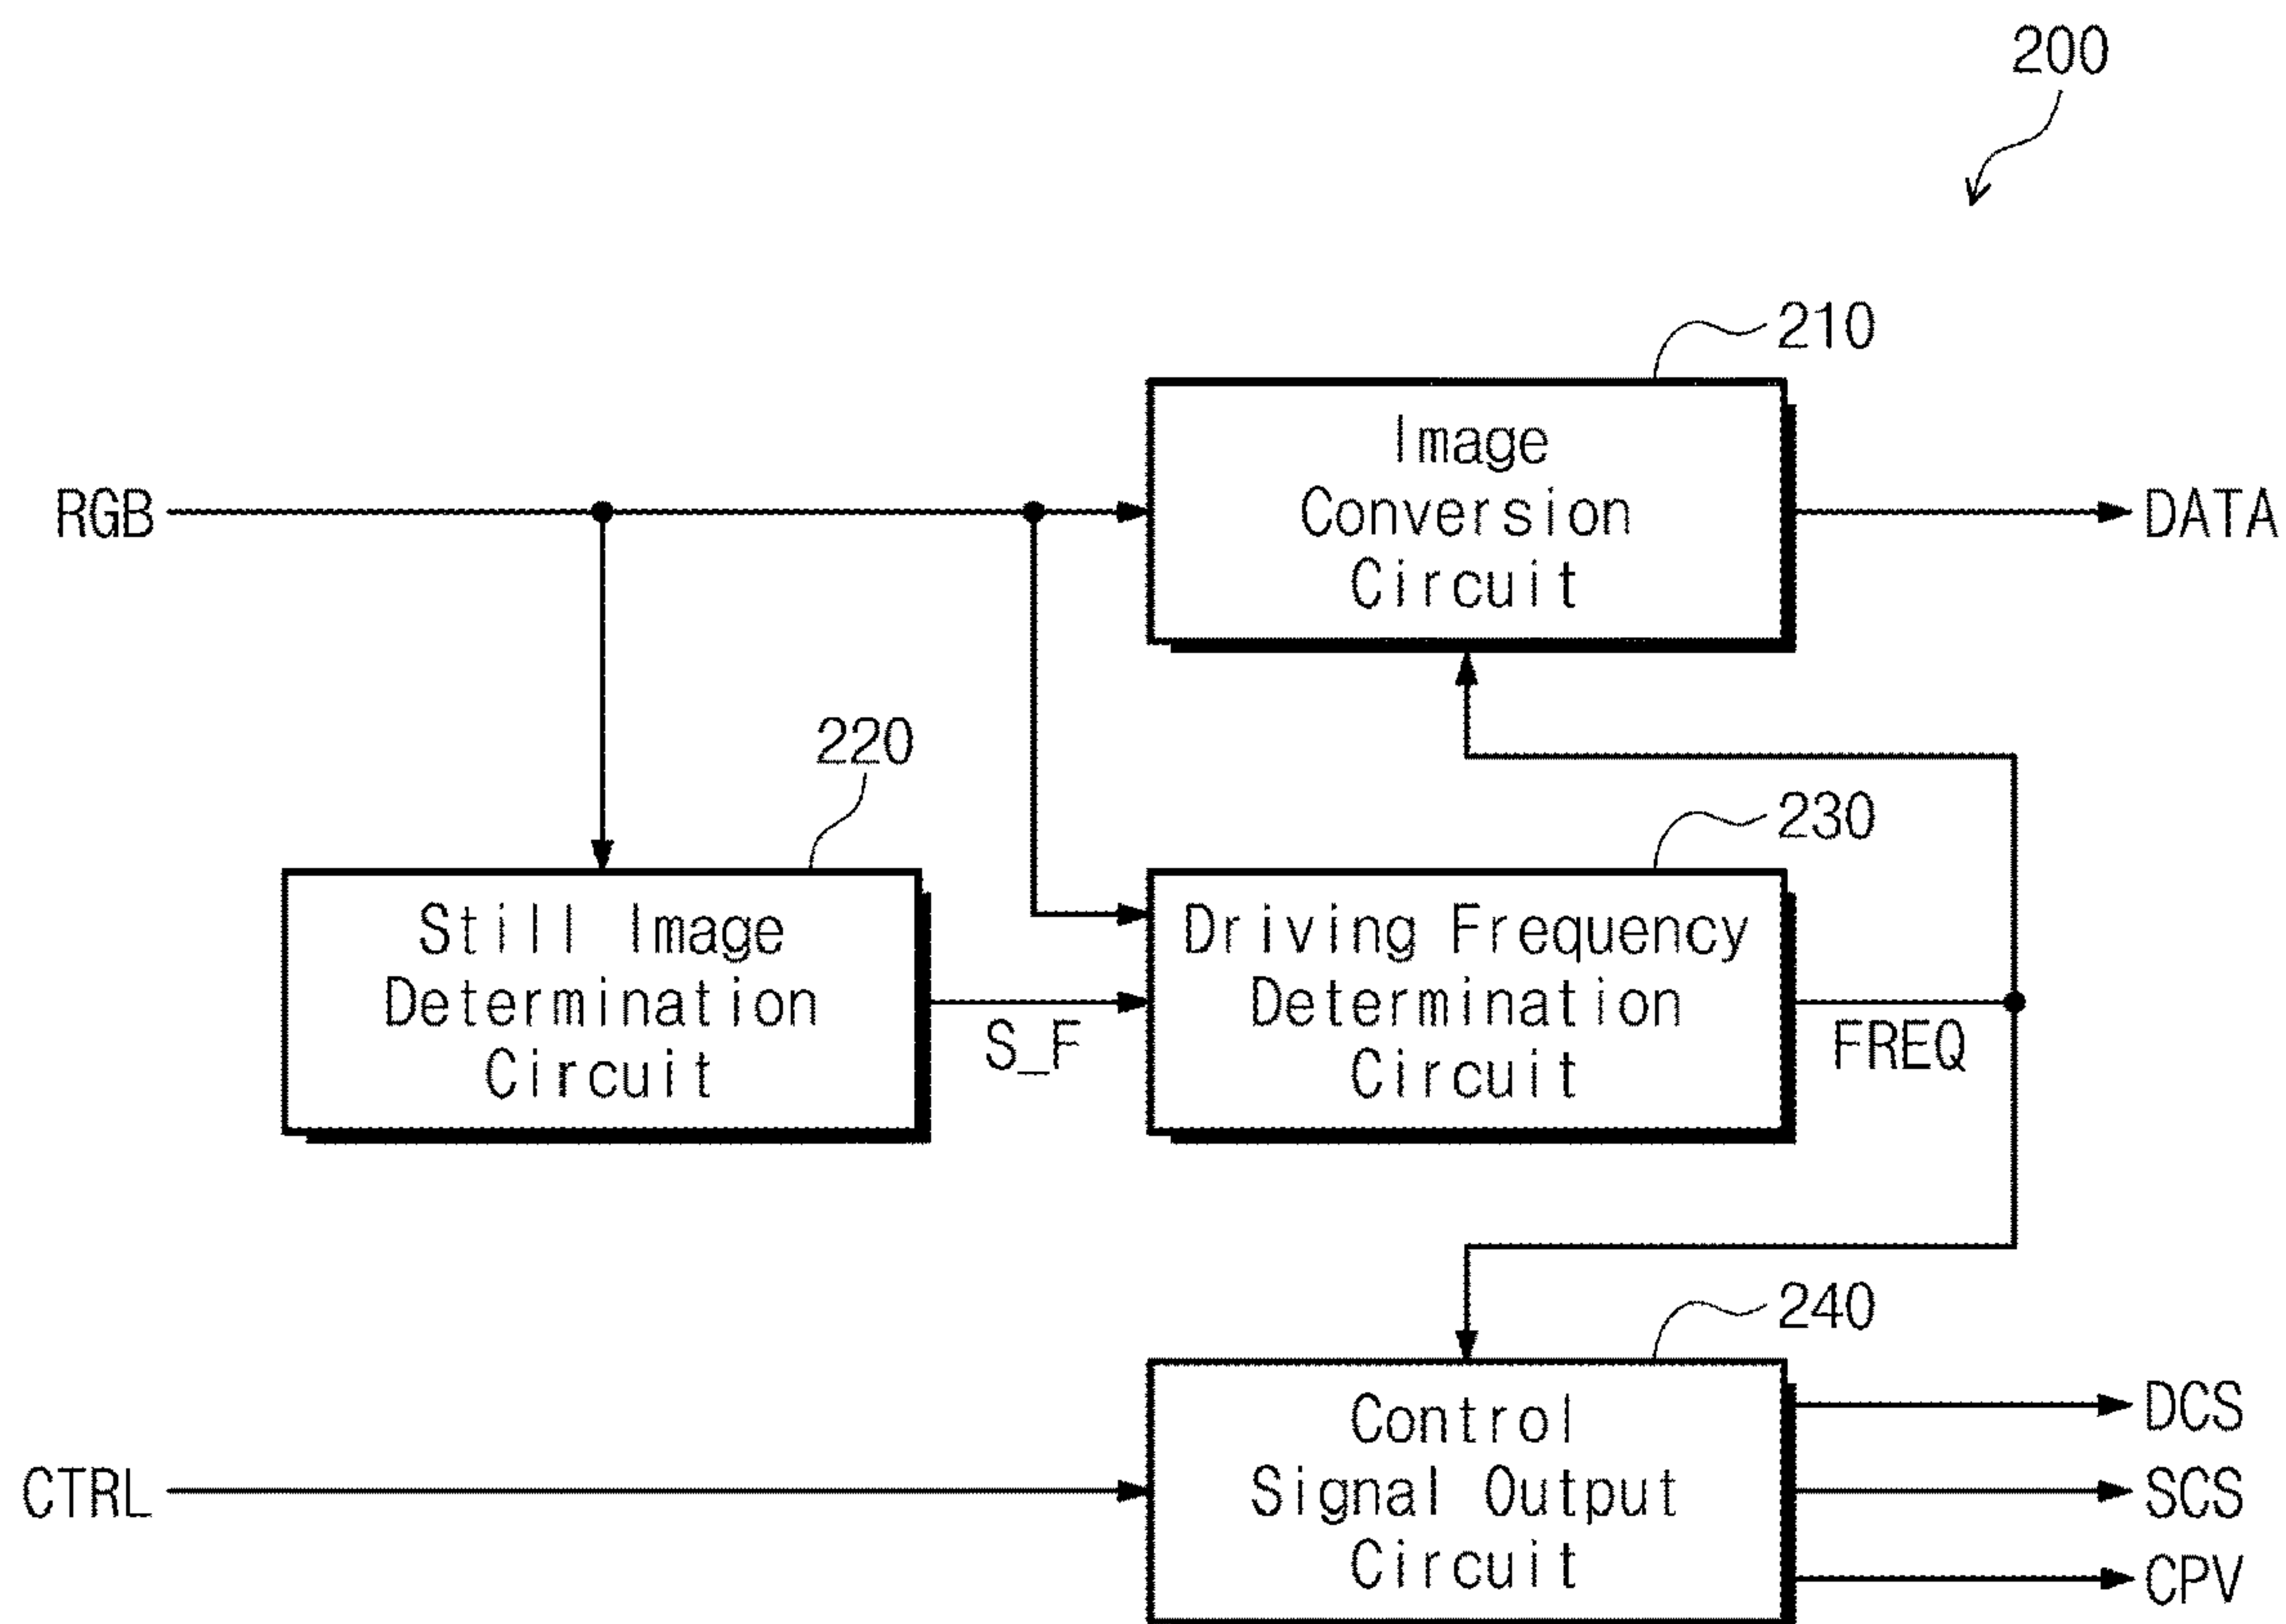 200
210
Image
Conversion
Circuit
RGB
DATA
220
230
Still Image
Determination
Circuit
S_F
Driving Frequency
Determination
Circuit
FREQ
240
Control
Signal Output
Circuit
CTRL
DCS
SCS
CPV